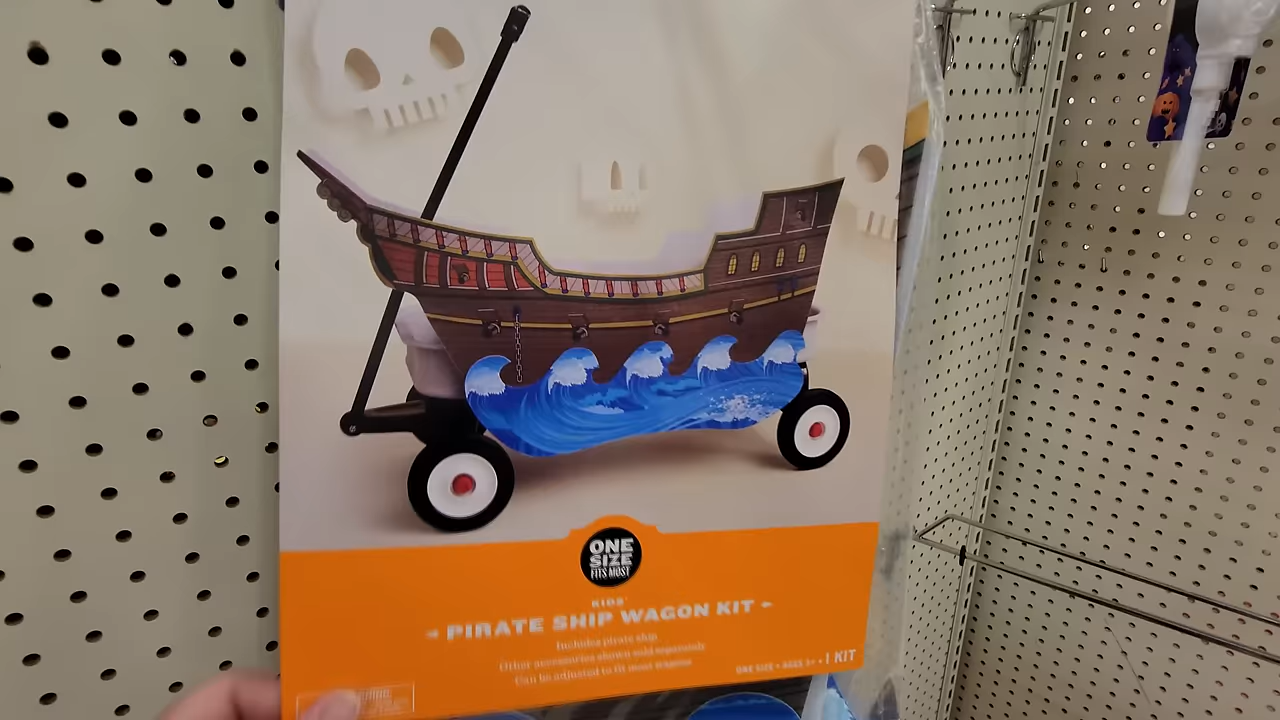 ONE
SIZE
FITS MOST
KIDS'
PIRATE SHIP WAGON KIT
Includes pirate ship
Other accessories shown sold separately
Can be adjusted to fit most wagons
ONE SIZE • AGES 3+ • 1 KIT